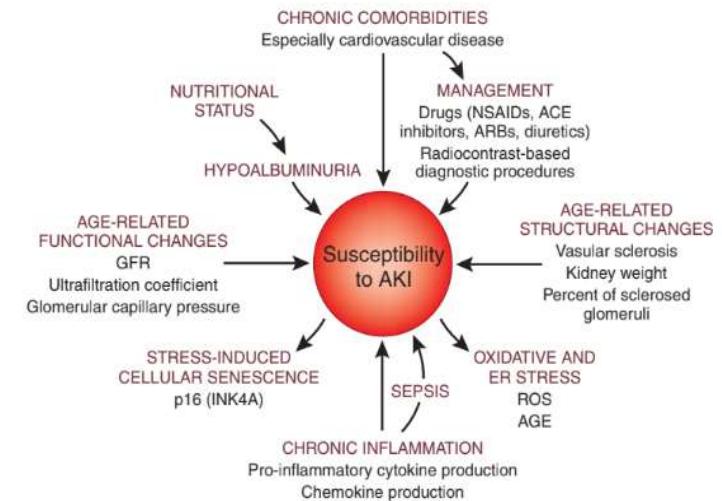 CHRONIC COMORBIDITIES
Especially cardiovascular disease
NUTRITIONAL
STATUS
MANAGEMENT
Drugs (NSAIDs, ACE
inhibitors, ARBs, diuretics)
Radiocontrast-based
diagnostic procedures
HYPOALBUMINURIA
AGE-RELATED
FUNCTIONAL CHANGES
GFR
Ultrafiltration coefficient
Glomerular capillary pressure
Susceptibility
to AKI
AGE-RELATED
STRUCTURAL CHANGES
Vasular sclerosis
Kidney weight
Percent of sclerosed
glomeruli
STRESS-INDUCED
CELLULAR SENESCENCE
p16 (INK4A)
SEPSIS
OXIDATIVE AND
ER STRESS
ROS
AGE
CHRONIC INFLAMMATION
Pro-inflammatory cytokine production
Chemokine production